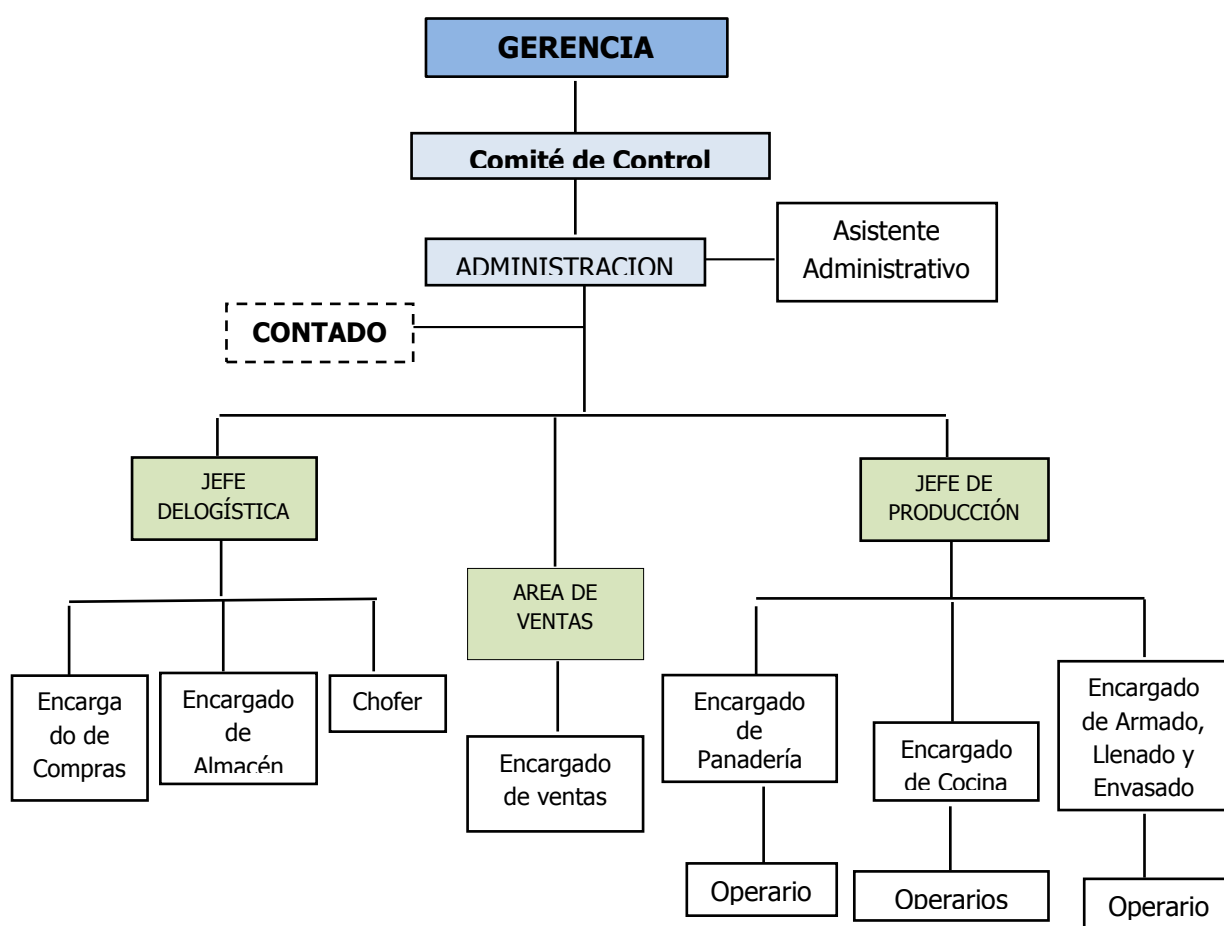 GERENCIA
Comité de Control
ADMINISTRACION
Asistente
Administrativo
CONTADO
JEFE
DELOGÍSTICA
JEFE DE
PRODUCCIÓN
AREA DE
VENTAS
Encarga
do de
Compras
Encargado
de
Almacén
Chofer
Encargado
de ventas
Encargado
de
Panadería
Encargado
de Cocina
Encargado
de Armado,
Llenado y
Envasado
Operario
Operarios
Operario